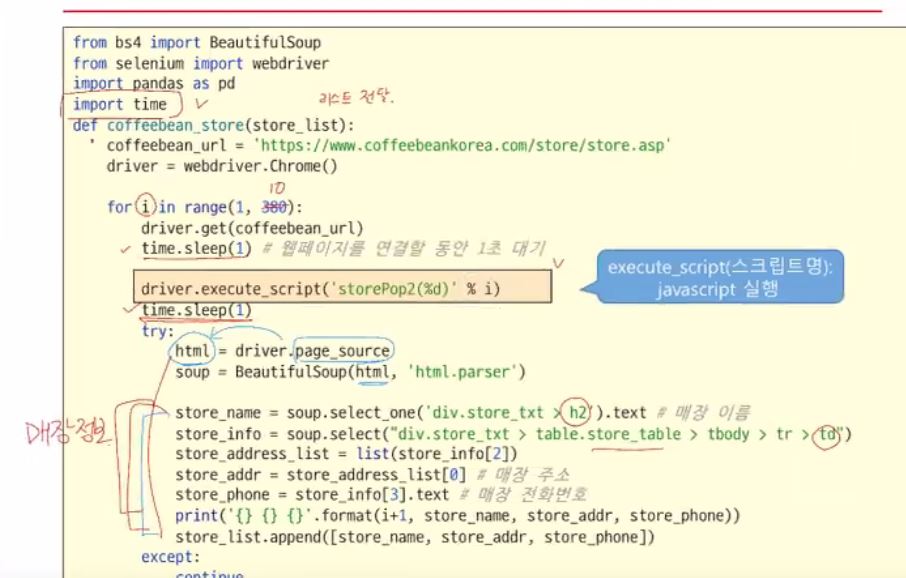 from bs4 import BeautifulSoup
from selenium import webdriver
import pandas as pd
import time
리스트 전달.
def coffeebean_store(store_list):
coffeebean_url = 'https://www.coffeebeankorea.com/store/store.asp'
driver = webdriver.Chrome()
10
for i in range(1, 380):
driver.get(coffeebean_url)
time.sleep(1) # 웹페이지를 연결할 동안 1초 대기
execute_script(스크립트명):
javascript 실행
driver.execute_script('storePop2(%d)' % i)
time.sleep(1)
try:
html = driver.page_source
soup = BeautifulSoup(html, 'html.parser')
매장정보
store_name = soup.select_one('div.store_txt > h2').text # 매장 이름
store_info = soup.select("div.store_txt > table.store_table > tbody > tr > td")
store_address_list = list(store_info[2])
store_addr = store_address_list[0] # 매장 주소
store_phone = store_info[3].text # 매장 전화번호
print('{} {} {}'.format(i+1, store_name, store_addr, store_phone))
store_list.append([store_name, store_addr, store_phone])
except:
continue